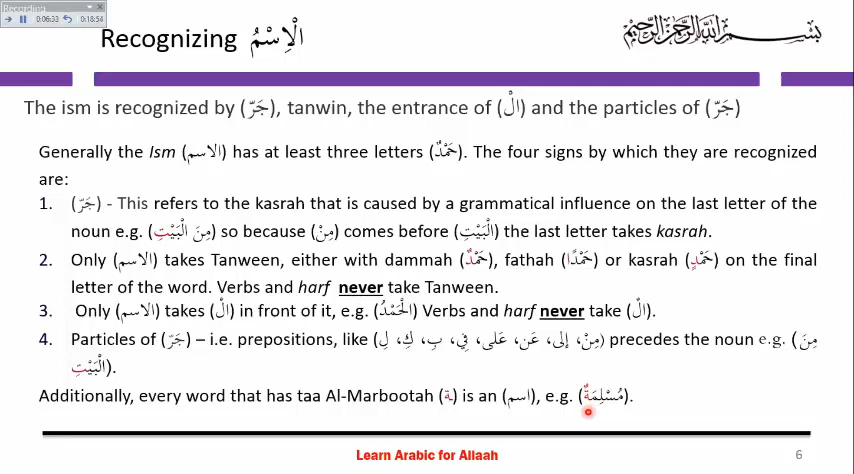 Recording
0:06:33
0:18:54
Recognizing الْاِسْمُ
بِسْمِ اللهِ الرَّحْمٰنِ الرَّحِيْمِ
The ism is recognized by (جَرّ), tanwin, the entrance of (الْ) and the particles of (جَرّ)
Generally the Ism (الاسم) has at least three letters (حَمْدٌ). The four signs by which they are recognized
are:
1. (جَرّ) - This refers to the kasrah that is caused by a grammatical influence on the last letter of the
noun e.g. (مِنَ الْبَيْتِ) so because (مِنْ) comes before (الْبَيْتِ) the last letter takes kasrah.
2. Only (الاسم) takes Tanween, either with dammah (حَمْدٌ), fathah (حَمْدًا) or kasrah (حَمْدٍ) on the final
letter of the word. Verbs and harf never take Tanween.
3. Only (الاسم) takes (الْ) in front of it, e.g. (الْحَمْدُ) Verbs and harf never take (الْ).
4. Particles of (جَرّ) – i.e. prepositions, like (مِنْ، إِلى، عَن، عَلى، فِي، بِ، كِ، لِ) precedes the noun e.g. (مِنَ
الْبَيْتِ).
Additionally, every word that has taa Al-Marbootah (ـة) is an (اسم), e.g. (مُسْلِمَةٌ).
Learn Arabic for Allaah
6